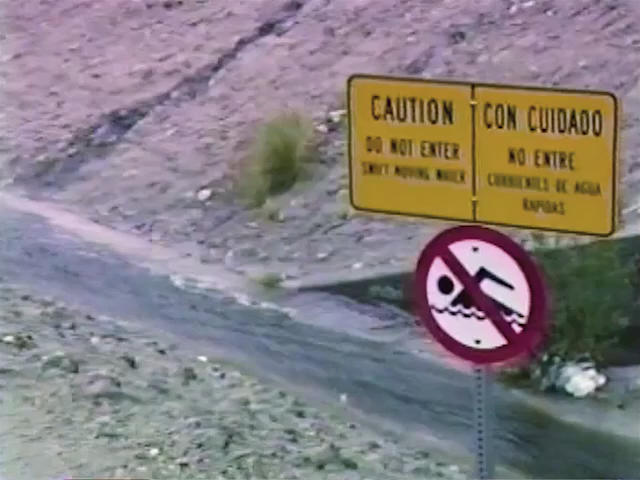 CAUTION
DO NOT ENTER
SWIFT MOVING WATER
CON CUIDADO
NO ENTRE
CORRIENTES DE AGUA
RAPIDAS